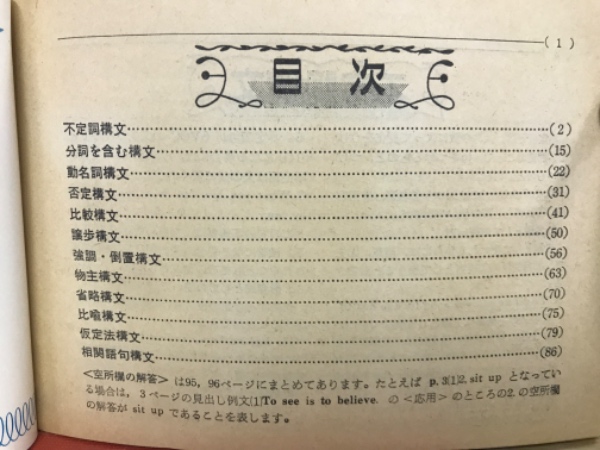 ( 1 )
目次
不定詞構文……(2)
分詞を含む構文……(15)
動名詞構文……(22)
否定構文……(31)
比較構文……(41)
譲歩構文……(50)
強調・倒置構文……(56)
物主構文……(63)
省略構文……(70)
比喩構文……(75)
仮定法構文……(79)
相関語句構文……(86)
<空所欄の解答> は95, 96ページにまとめてあります。たとえば p. 3[1]2. sit up となってい
る場合は, 3ページの見出し例文[1]To see is to believe. の <応用> のところの2. の空所欄
の解答が sit up であることを表します。